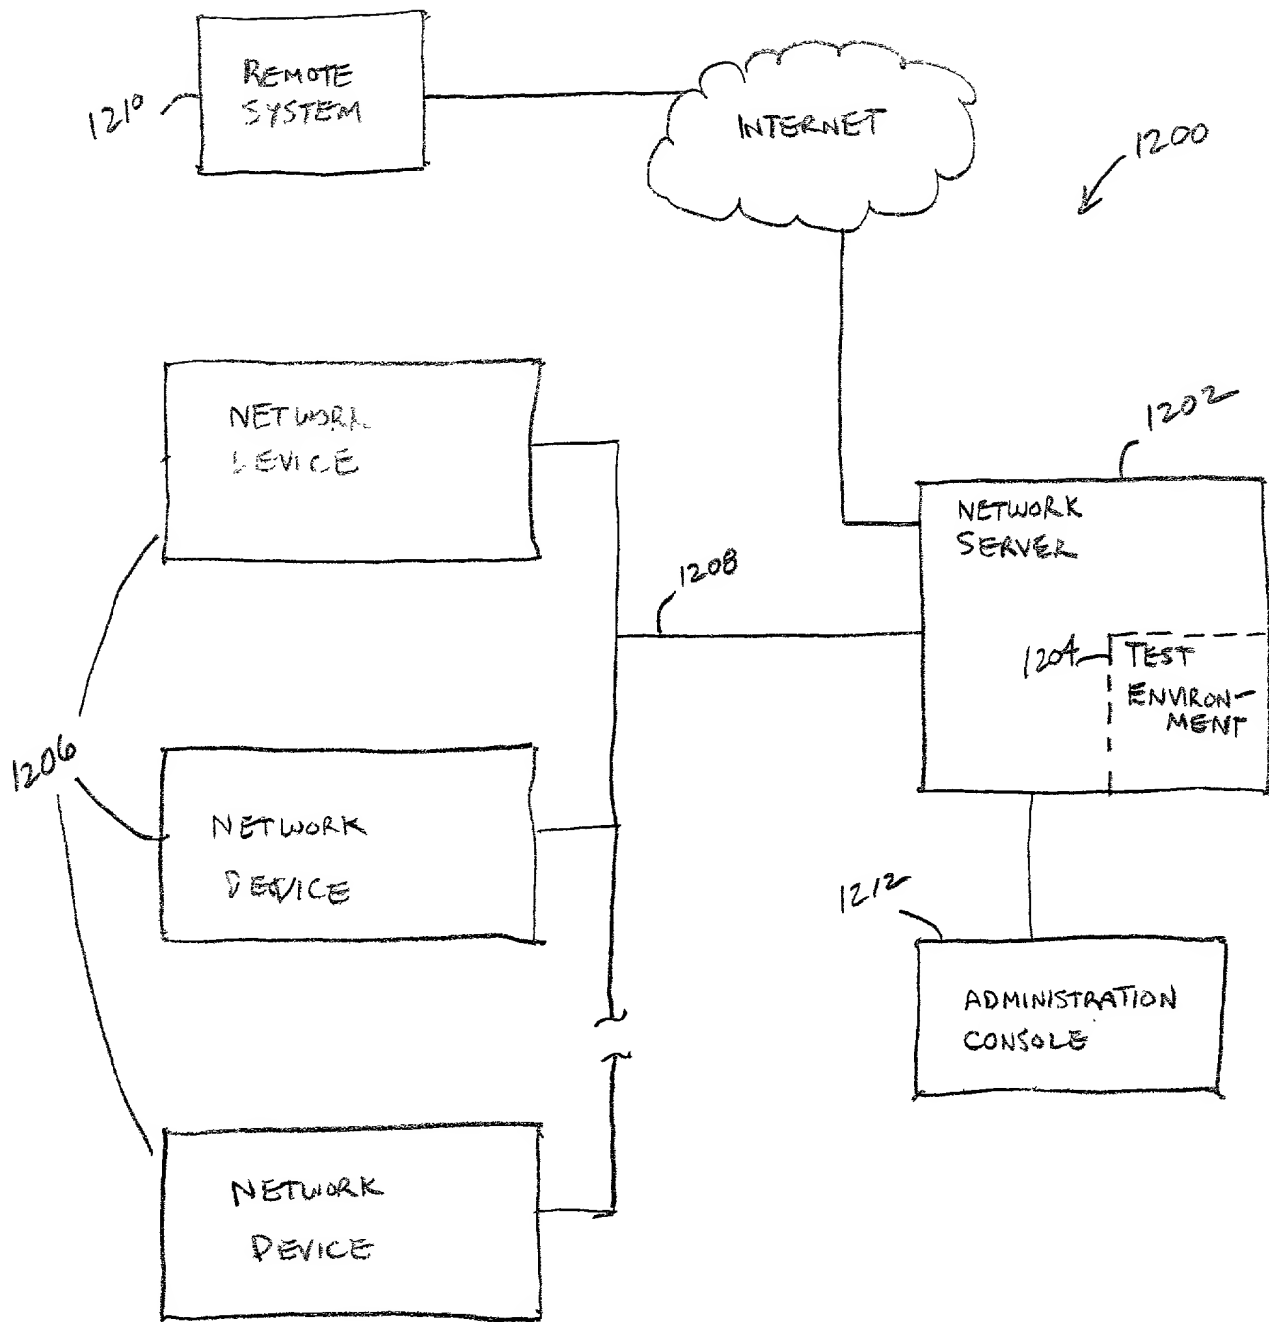 REMOTE
SYSTEM
1210
INTERNET
1200
NETWORK
DEVICE
1202
NETWORK
SERVER
1208
1204
TEST
ENVIRON-
MENT
1206
NETWORK
DEVICE
1212
ADMINISTRATION
CONSOLE
NETWORK
DEVICE